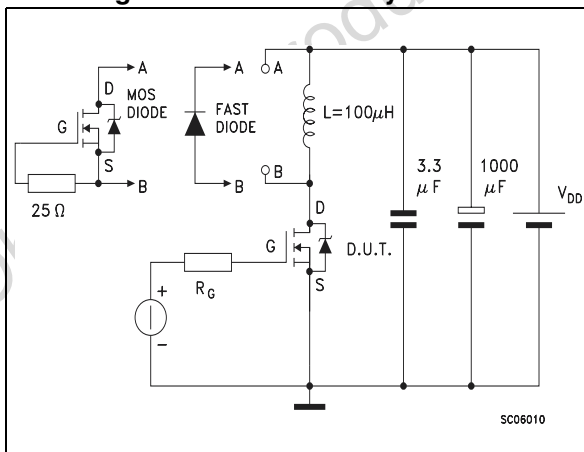 A
D
MOS
DIODE
G
S
B
25 Ω
A
FAST
DIODE
B
A
L=100μH
B
D
G
D.U.T.
S
R_G
+
-
3.3
μF
1000
μF
V_DD
SC06010